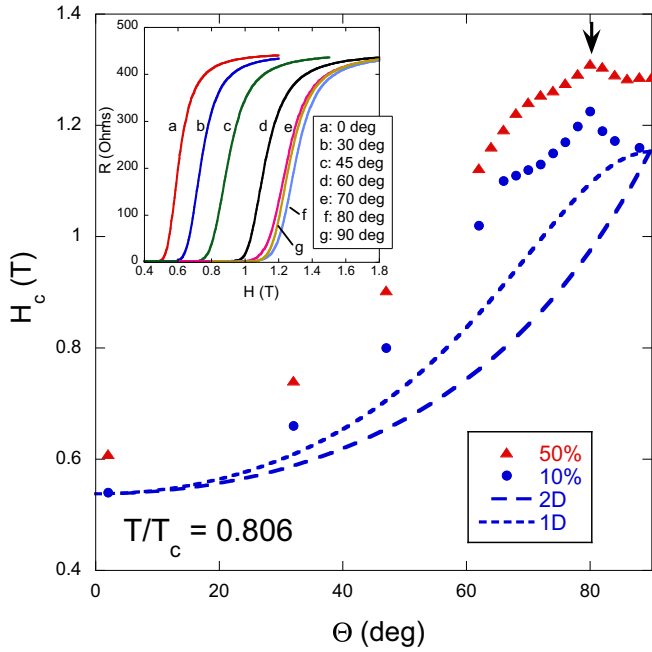 1.4
1.2
1
0.8
0.6
0.4
H_c (T)
0
20
40
60
80
Θ (deg)
T/T_c = 0.806
50%
10%
2D
1D
500
400
300
200
100
0
R (Ohms)
0.4
0.6
0.8
1.0
1.2
1.4
1.6
1.8
H (T)
a
b
c
d
e
f
g
a: 0 deg
b: 30 deg
c: 45 deg
d: 60 deg
e: 70 deg
f: 80 deg
g: 90 deg